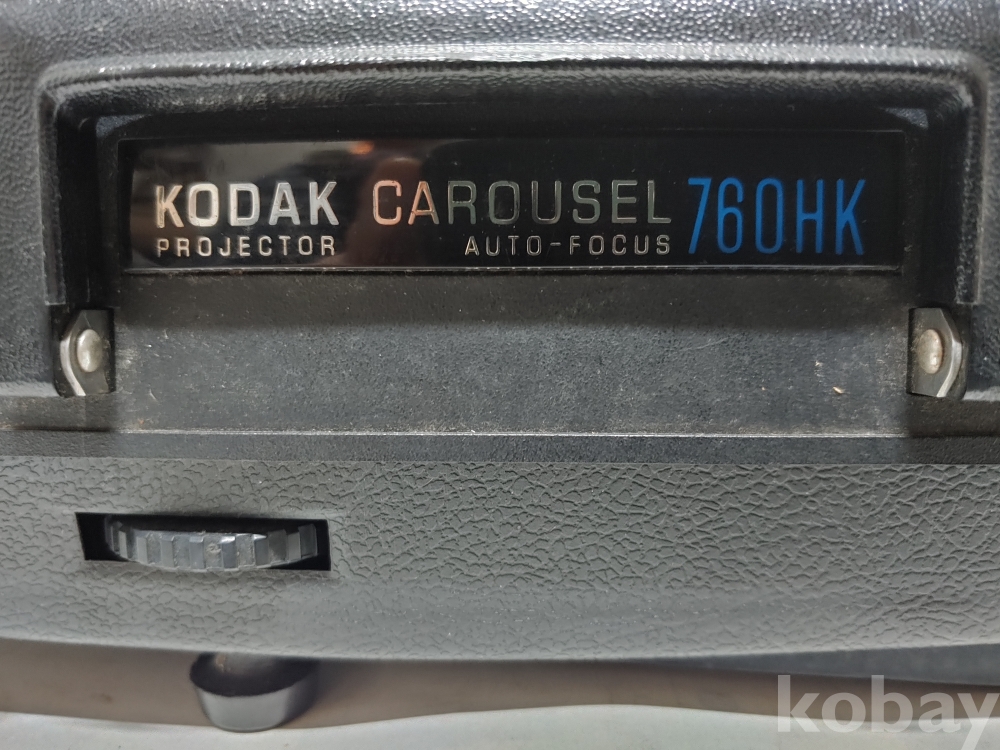 KODAK CAROUSEL 760HK
PROJECTOR AUTO-FOCUS
kobay